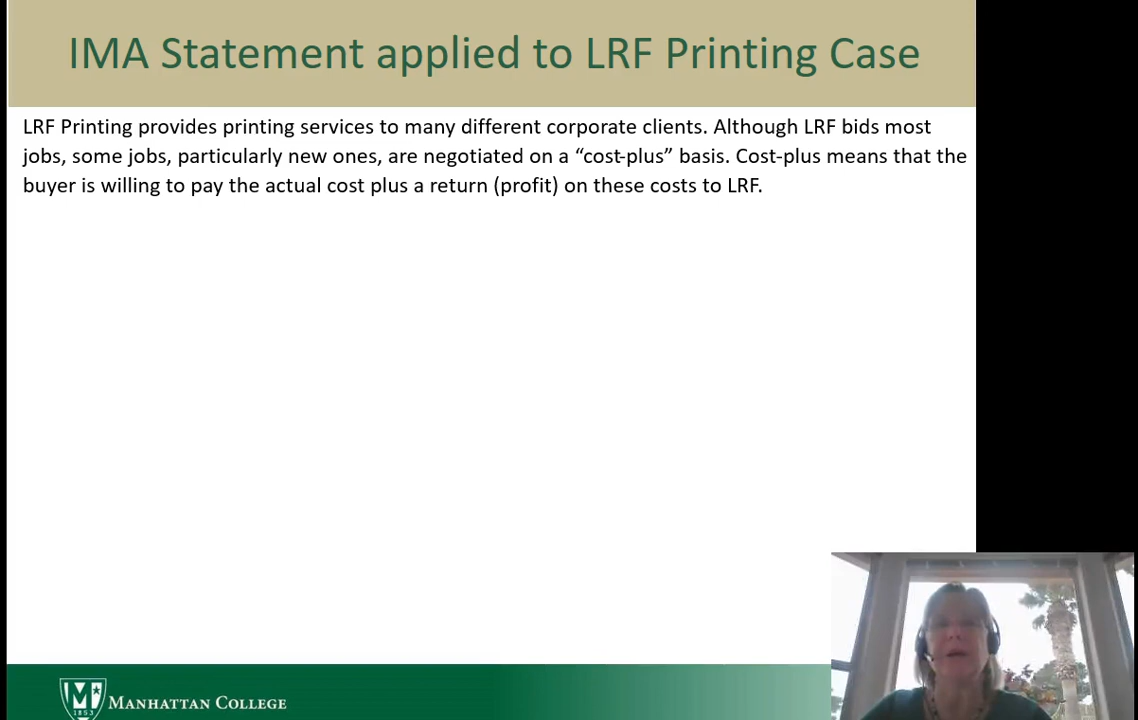 IMA Statement applied to LRF Printing Case
LRF Printing provides printing services to many different corporate clients. Although LRF bids most
jobs, some jobs, particularly new ones, are negotiated on a “cost-plus” basis. Cost-plus means that the
buyer is willing to pay the actual cost plus a return (profit) on these costs to LRF.
1853
MANHATTAN COLLEGE